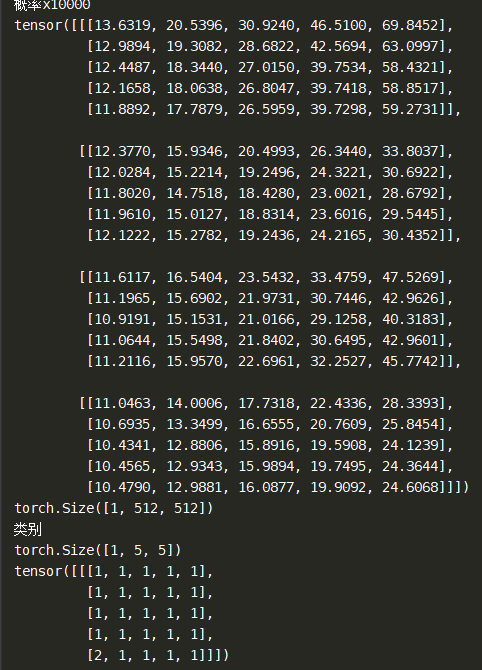 概率x10000
tensor([[[13.6319, 20.5396, 30.9240, 46.5100, 69.8452],
[12.9894, 19.3082, 28.6822, 42.5694, 63.0997],
[12.4487, 18.3440, 27.0150, 39.7534, 58.4321],
[12.1658, 18.0638, 26.8047, 39.7418, 58.8517],
[11.8892, 17.7879, 26.5959, 39.7298, 59.2731]],
[[12.3770, 15.9346, 20.4993, 26.3440, 33.8037],
[12.0284, 15.2214, 19.2496, 24.3221, 30.6922],
[11.8020, 14.7518, 18.4280, 23.0021, 28.6792],
[11.9610, 15.0127, 18.8314, 23.6016, 29.5445],
[12.1222, 15.2782, 19.2436, 24.2165, 30.4352]],
[[11.6117, 16.5404, 23.5432, 33.4759, 47.5269],
[11.1965, 15.6902, 21.9731, 30.7446, 42.9626],
[10.9191, 15.1531, 21.0166, 29.1258, 40.3183],
[11.0644, 15.5498, 21.8402, 30.6495, 42.9601],
[11.2116, 15.9570, 22.6961, 32.2527, 45.7742]],
[[11.0463, 14.0006, 17.7318, 22.4336, 28.3393],
[10.6935, 13.3499, 16.6555, 20.7609, 25.8454],
[10.4341, 12.8806, 15.8916, 19.5908, 24.1239],
[10.4565, 12.9343, 15.9894, 19.7495, 24.3644],
[10.4790, 12.9881, 16.0877, 19.9092, 24.6068]]])
torch.Size([1, 512, 512])
类别
torch.Size([1, 5, 5])
tensor([[[1, 1, 1, 1, 1],
[1, 1, 1, 1, 1],
[1, 1, 1, 1, 1],
[1, 1, 1, 1, 1],
[2, 1, 1, 1, 1]]])